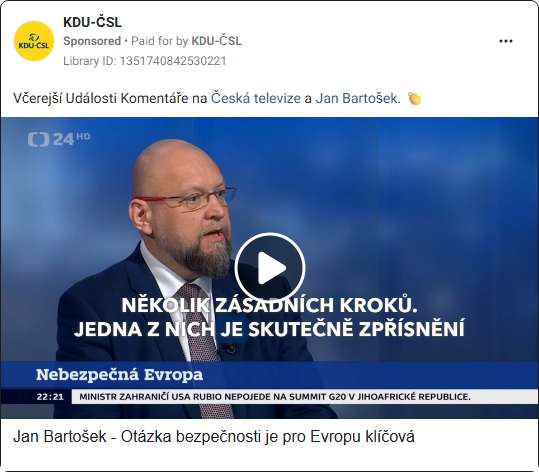 KDU-ČSL
Sponsored • Paid for by KDU-ČSL
Library ID: 1351740842530221
KDU-ČSL
Včerejší Události Komentáře na Česká televize a Jan Bartošek. 👏
24 HD
NĚKOLIK ZÁSADNÍCH KROKŮ.
JEDNA Z NICH JE SKUTEČNĚ ZPŘÍSNĚNÍ
Nebezpečná Evropa
22:21 MINISTR ZAHRANIČÍ USA RUBIO NEPOJEDE NA SUMMIT G20 V JIHOAFRICKÉ REPUBLICE.
Jan Bartošek - Otázka bezpečnosti je pro Evropu klíčová